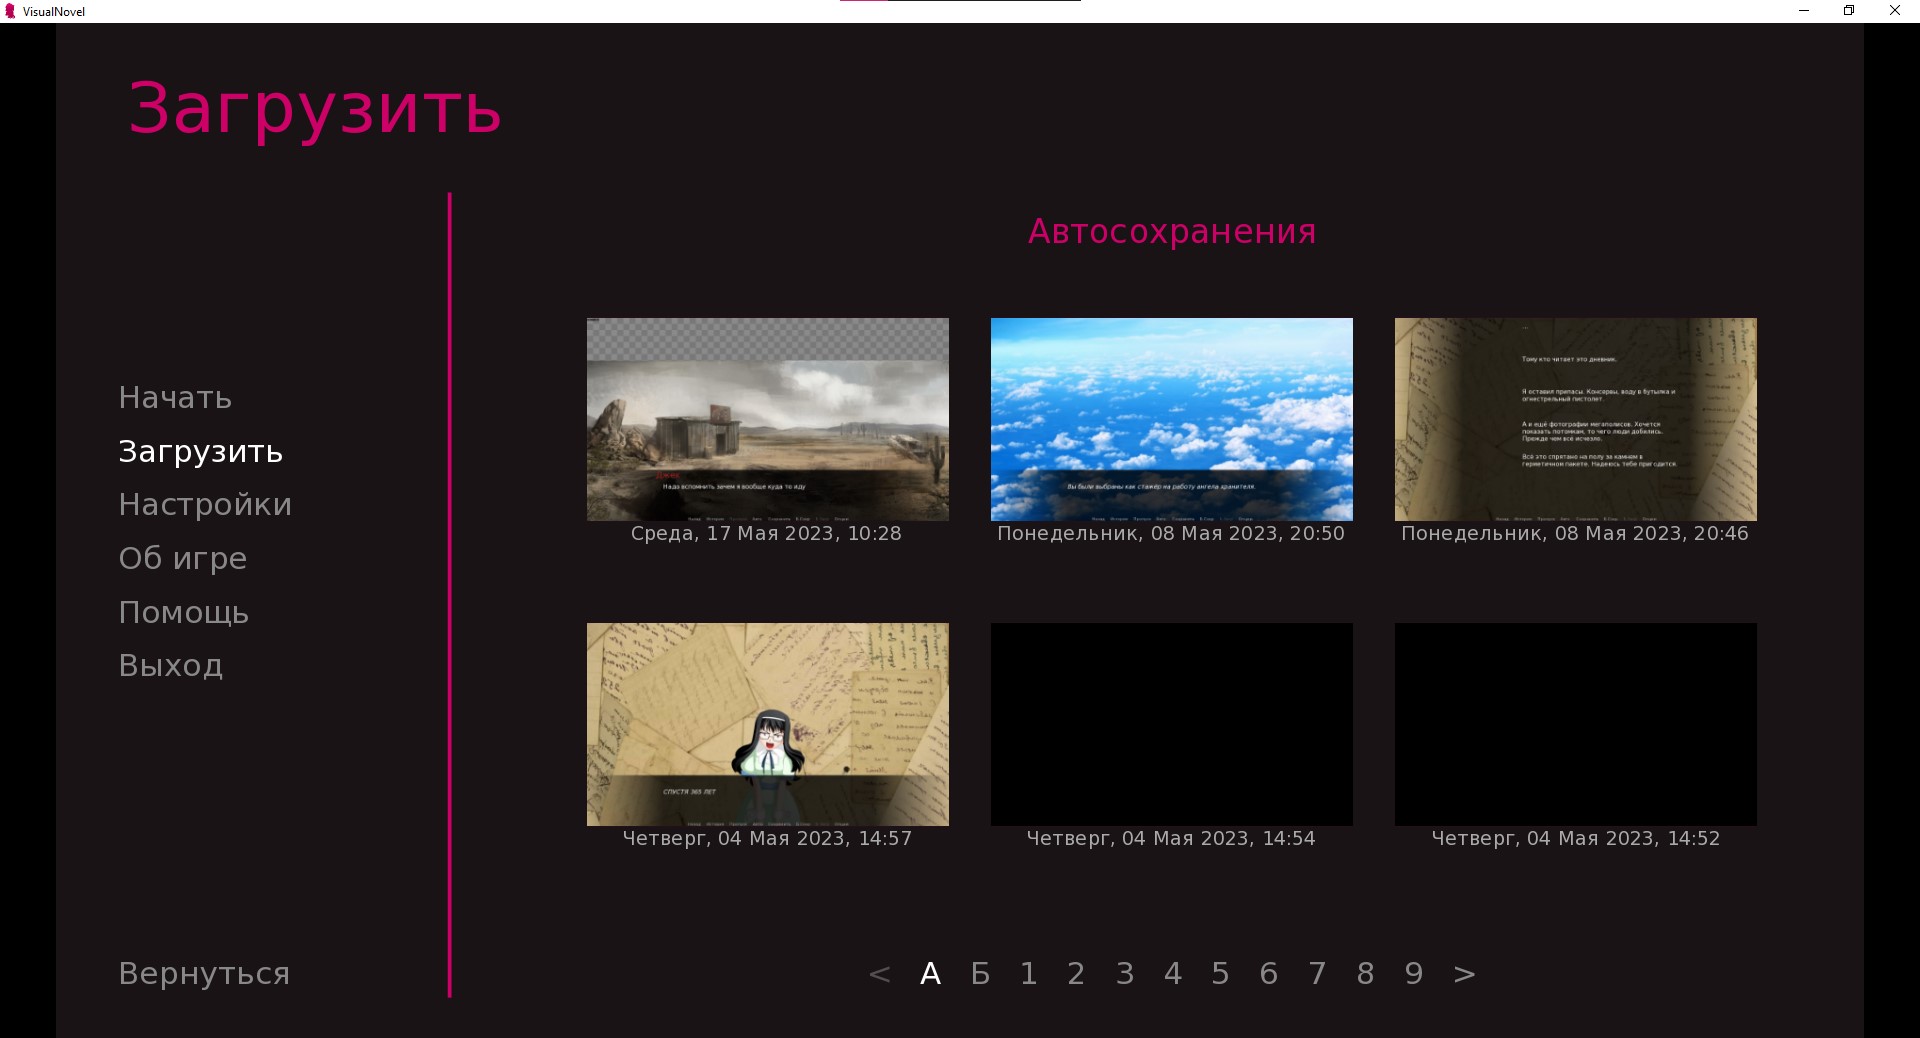 VisualNovel
Загрузить
Автосохранения
Начать
Загрузить
Настройки
Об игре
Помощь
Выход
Вернуться
Джес
Надо вспомнить зачем я вообще куда то иду
Среда, 17 Мая 2023, 10:28
Вы были выбраны как стажёр на работу ангела хранителя.
Понедельник, 08 Мая 2023, 20:50
Тому кто читает это дневник.
Я оставил припасы. Консервы, воду в бутылка и
огнестрельный пистолет.
А и ещё фотографии мегаполисов. Хочется
показать потомкам, то чего люди добились.
Прежде чем всё исчезло.
Всё это спрятано на полу за камнем в
герметичном пакете. Надеюсь тебе пригодится.
Понедельник, 08 Мая 2023, 20:46
СПУСТЯ 365 ЛЕТ
Четверг, 04 Мая 2023, 14:57
Четверг, 04 Мая 2023, 14:54
Четверг, 04 Мая 2023, 14:52
< А Б 1 2 3 4 5 6 7 8 9 >